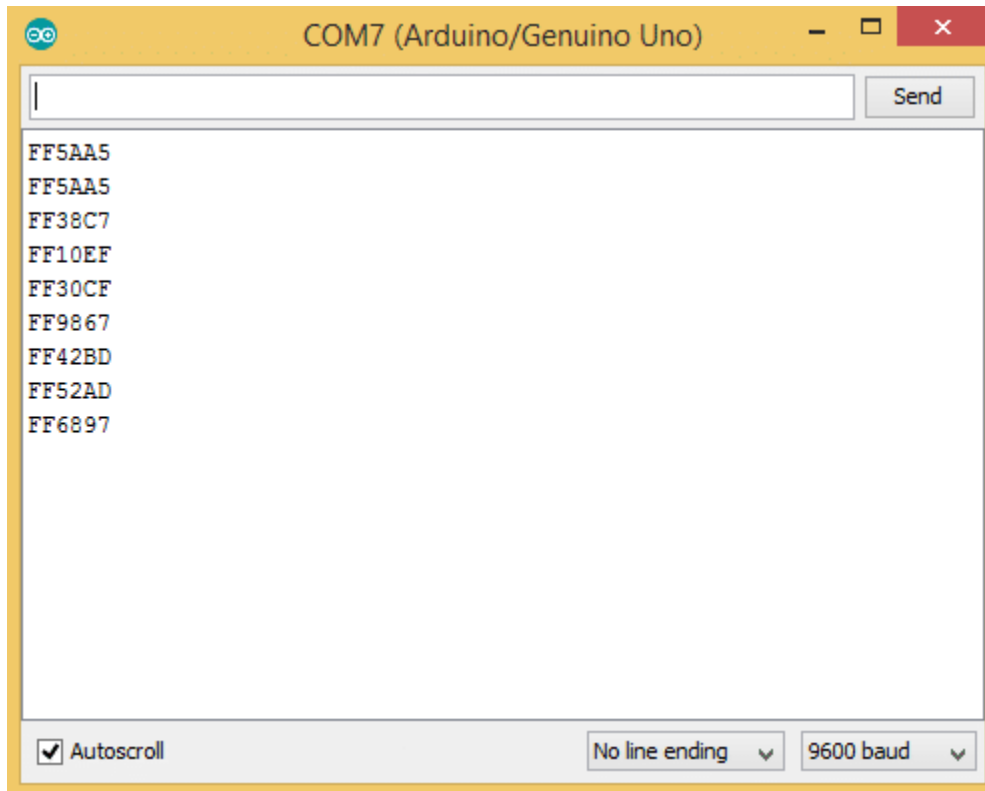 COM7 (Arduino/Genuino Uno)
Send
FF5AA5
FF5AA5
FF38C7
FF10EF
FF30CF
FF9867
FF42BD
FF52AD
FF6897
Autoscroll
No line ending
9600 baud